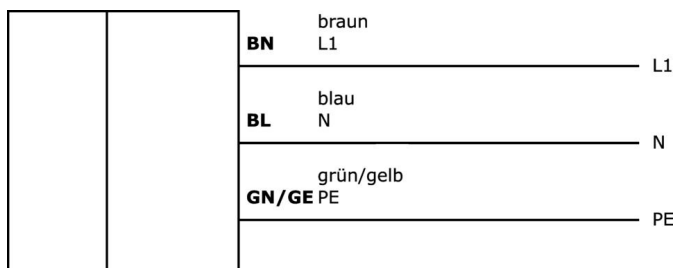 braun
BN L1
L1
blau
BL N
N
grün/gelb
GN/GE PE
PE